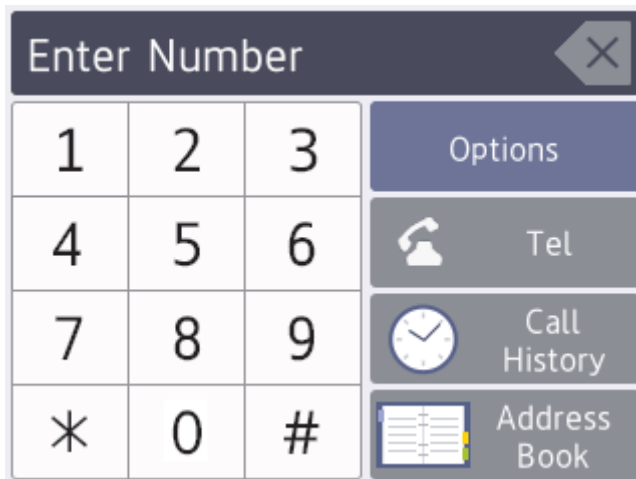 Enter Number
1 2 3
Options
4 5 6
Tel
7 8 9
Call
History
* 0 #
Address
Book